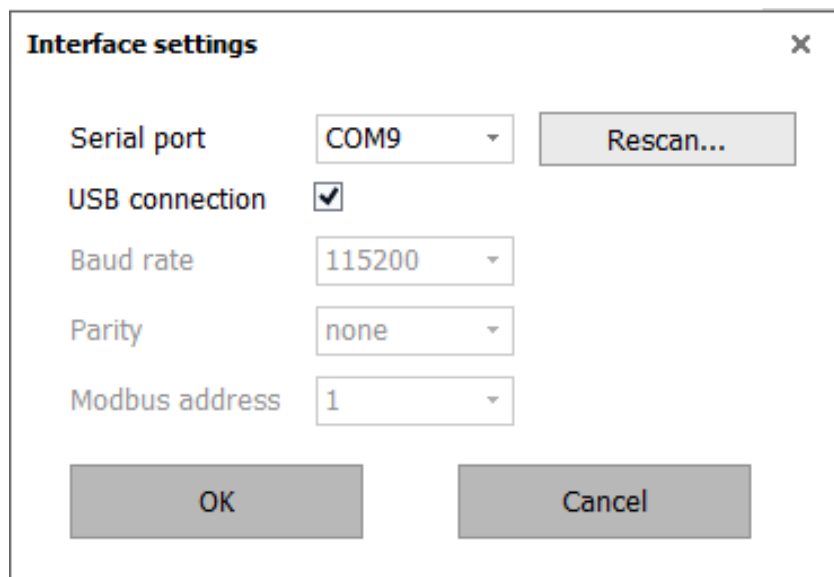 Interface settings
Serial port COM9 Rescan...
USB connection
Baud rate 115200
Parity none
Modbus address 1
OK Cancel